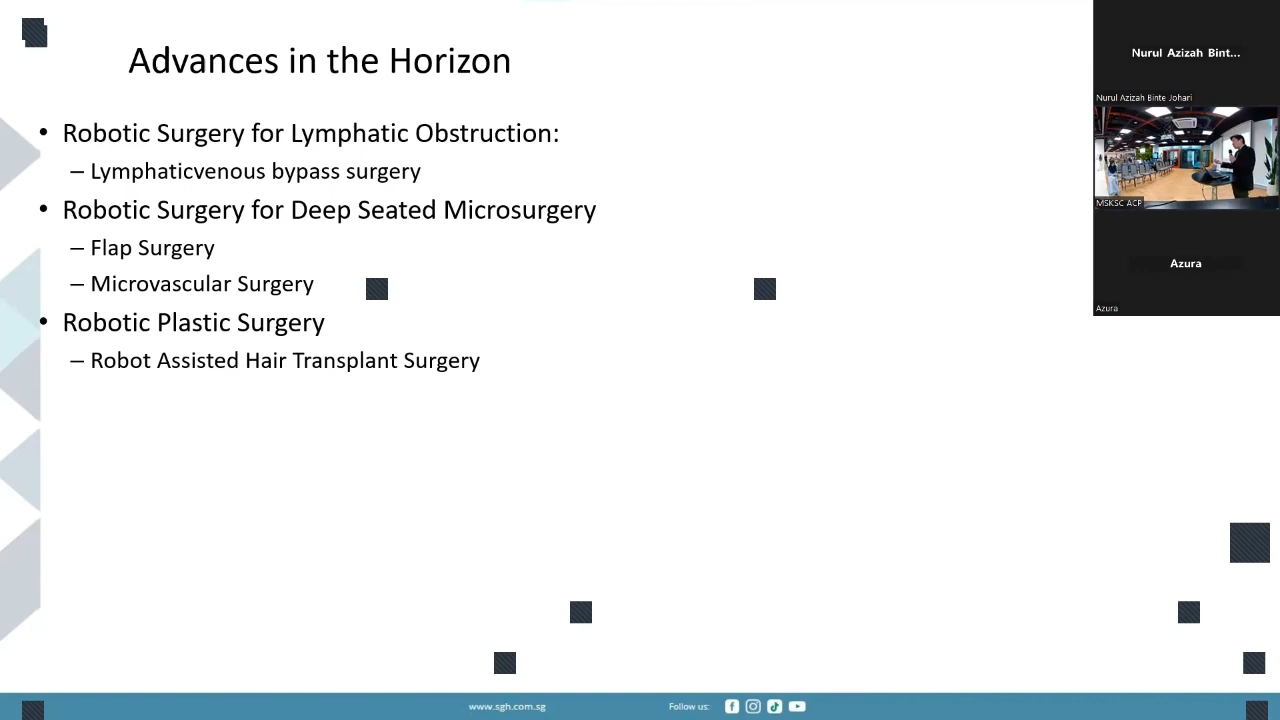 Advances in the Horizon
• Robotic Surgery for Lymphatic Obstruction:
– Lymphaticvenous bypass surgery
• Robotic Surgery for Deep Seated Microsurgery
– Flap Surgery
– Microvascular Surgery
• Robotic Plastic Surgery
– Robot Assisted Hair Transplant Surgery
Nurul Azizah Bint...
Nurul Azizah Binte Johari
MSKSC ACP
Azura
Azura
www.sgh.com.sg
Follow us: